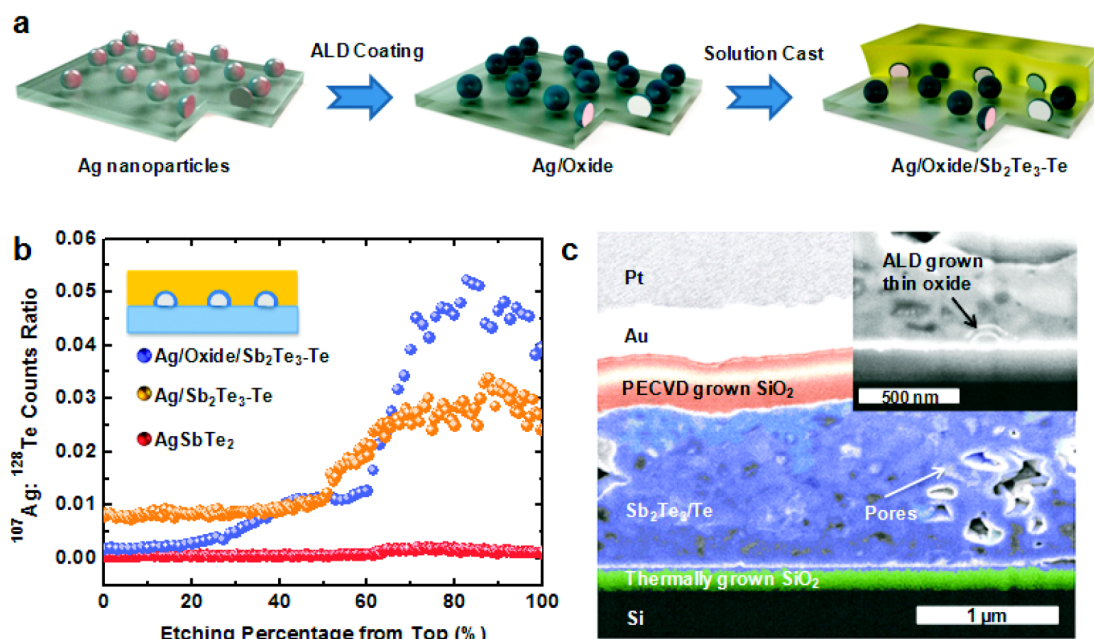 a
ALD Coating
Solution Cast
Ag nanoparticles
Ag/Oxide
Ag/Oxide/Sb₂Te₃-Te
b
0.06
0.05
0.04
0.03
0.02
0.01
0.00
¹⁰⁷Ag: ¹²⁸Te Counts Ratio
Ag/Oxide/Sb₂Te₃-Te
Ag/Sb₂Te₃-Te
AgSbTe₂
0 20 40 60 80 100
Etching Percentage from Top (%)
c
Pt
Au
PECVD grown SiO₂
ALD grown
thin oxide
500 nm
Sb₂Te₃/Te
Pores
Thermally grown SiO₂
Si
1 µm